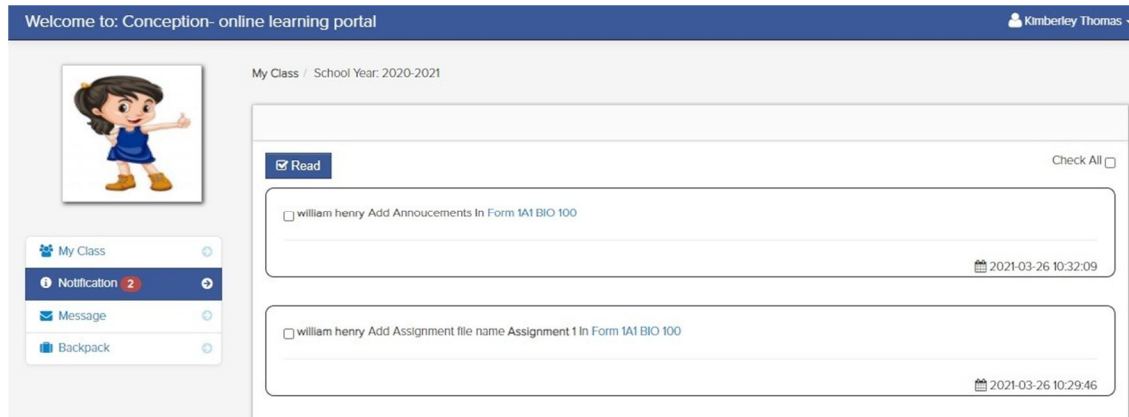 Welcome to: Conception- online learning portal
Kimberley Thomas
My Class / School Year: 2020-2021
Read
Check All
william henry Add Annoucements In Form 1A1 BIO 100
2021-03-26 10:32:09
william henry Add Assignment file name Assignment 1 In Form 1A1 BIO 100
2021-03-26 10:29:46
My Class
Notification 2
Message
Backpack